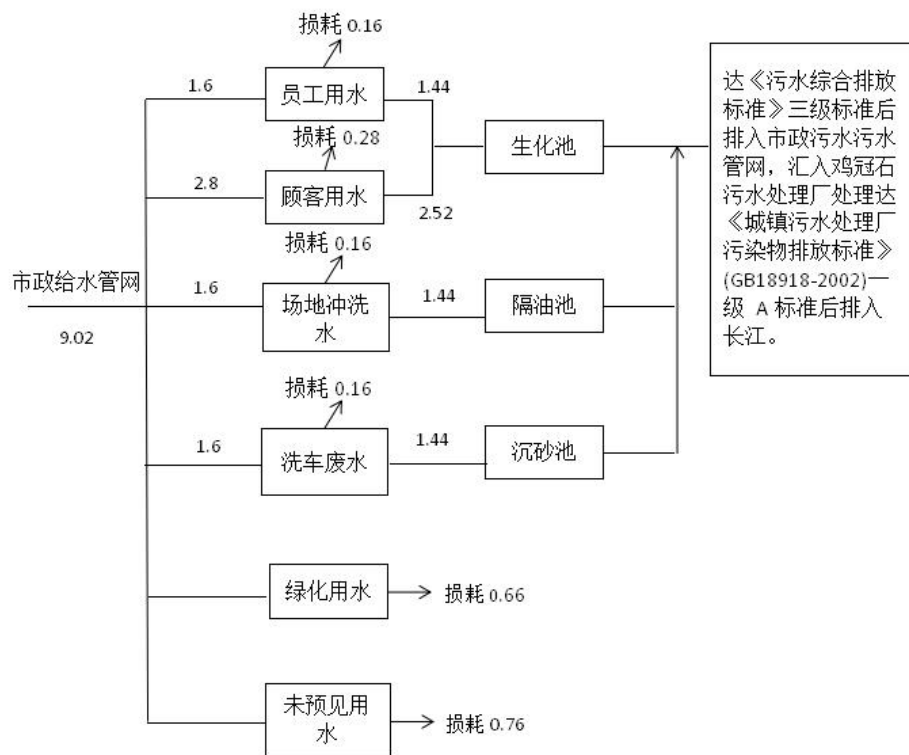 损耗 0.16
1.6
员工用水
1.44
损耗 0.28
2.8
顾客用水
2.52
生化池
达《污水综合排放
标准》三级标准后
排入市政污水污水
管网，汇入鸡冠石
污水处理厂处理达
《城镇污水处理厂
污染物排放标准》
(GB18918-2002)一
级 A 标准后排入
长江。
市政给水管网
9.02
损耗 0.16
1.6
场地冲洗
水
1.44
隔油池
损耗 0.16
1.6
洗车废水
1.44
沉砂池
绿化用水
损耗 0.66
未预见用
水
损耗 0.76